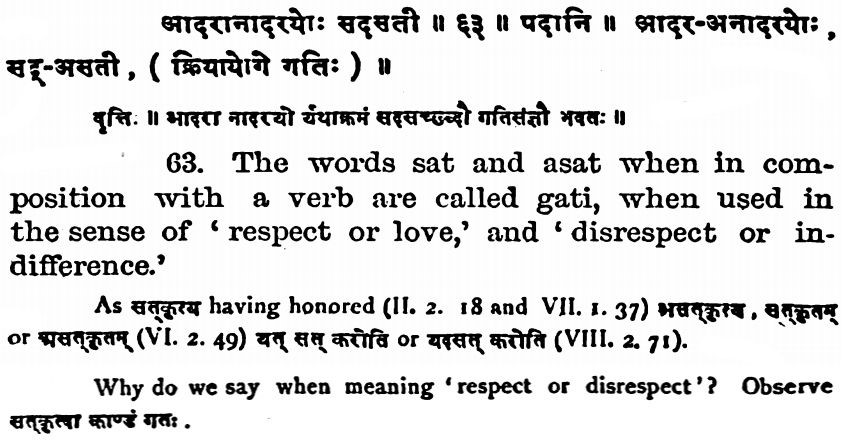 आदरानादरयोः सदसती ॥ ६३ ॥ पदानि ॥ आदर-अनादरयोः,
सद्-असती, ( क्रियायोगे गतिः ) ॥
वृत्तिः ॥ आदरा नादरयो र्यथाक्रमं सदसच्छब्दौ गतिसंज्ञौ भवतः ॥
63. The words sat and asat when in com-
position with a verb are called gati, when used in
the sense of ‘ respect or love,’ and ‘ disrespect or in-
difference.’
As सत्कृत्य having honored (II. 2. 18 and VII. 1. 37) असत्कृत्य, सत्कृतम्
or असत्कृतम् (VI. 2. 49) यत् सत् करोति or यदसत् करोति (VIII. 2. 71).
Why do we say when meaning ‘ respect or disrespect ’? Observe
सत्कृत्वा काण्डं गतः.